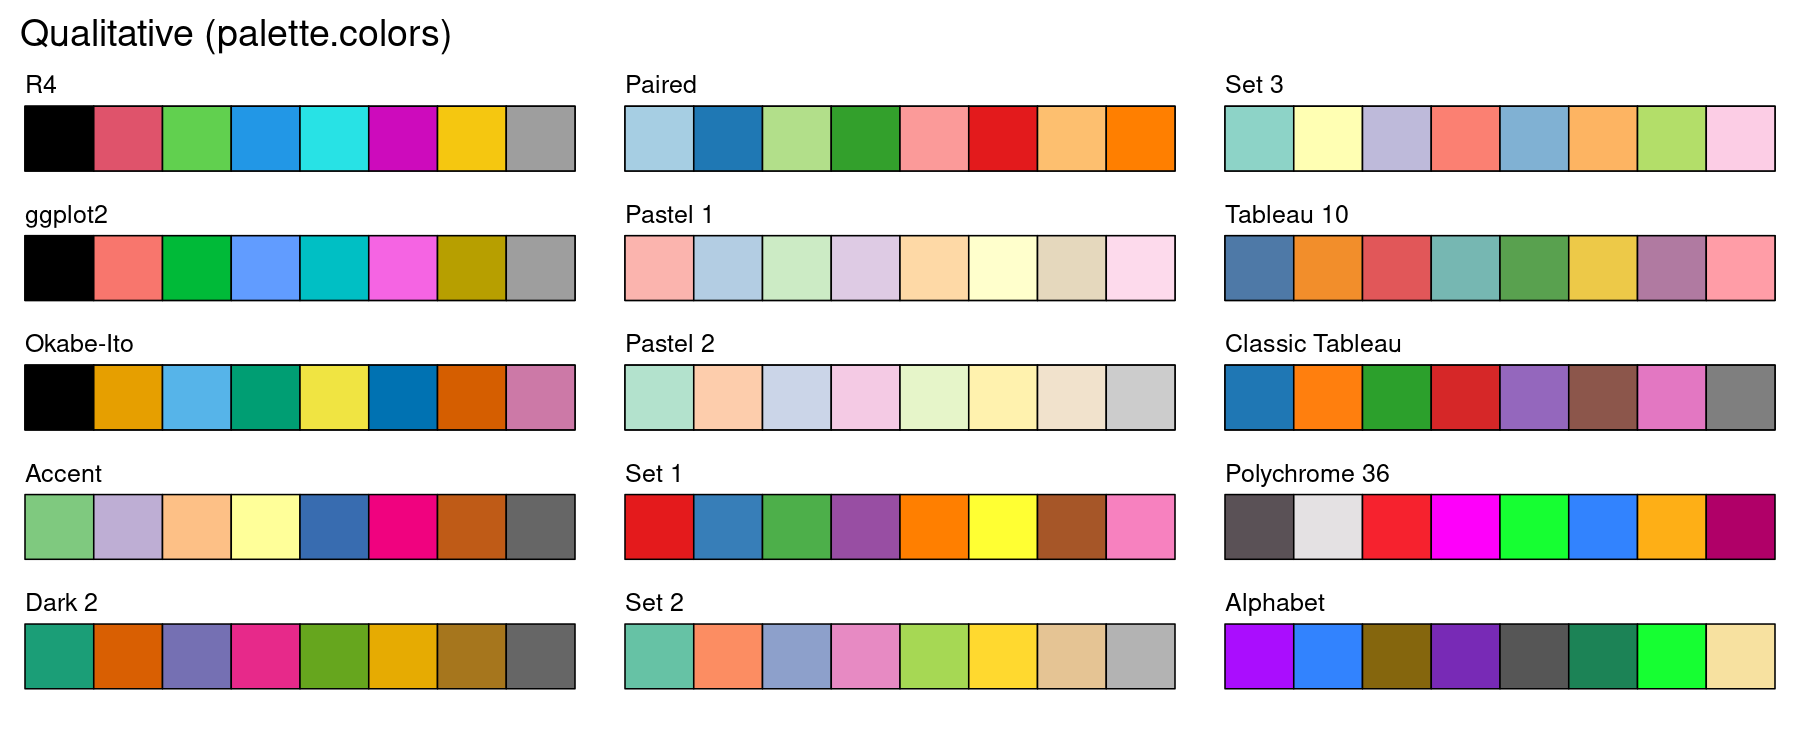 Qualitative (palette.colors)
R4
ggplot2
Okabe-Ito
Accent
Dark 2
Paired
Pastel 1
Pastel 2
Set 1
Set 2
Set 3
Tableau 10
Classic Tableau
Polychrome 36
Alphabet